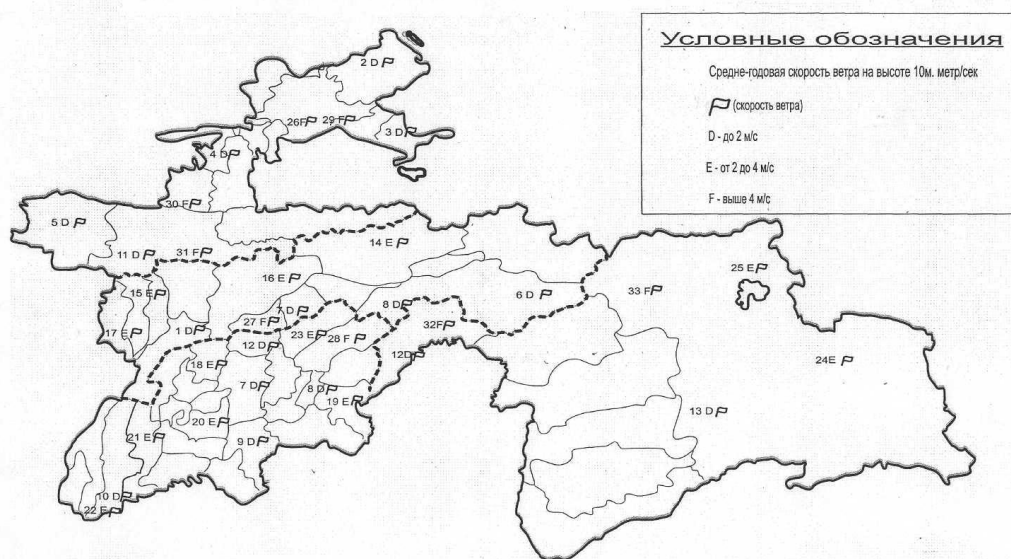 Условные обозначения
Средне-годовая скорость ветра на высоте 10м. метр/сек
(скорость ветра)
D - до 2 м/с
E - от 2 до 4 м/с
F - выше 4 м/с
2 D
26F
29 F
3 D
4 D
30 F
5 D
11 D
31 F
14 E
16 E
15 E
25 E
33 F
6 D
8 D
7 D
27 F
32F
17 E
1 D
23 E
28 F
12 D
12D
24E
18 E
7 D
8 D
19 E
13 D
20 E
21 E
9 D
10 D
22 E